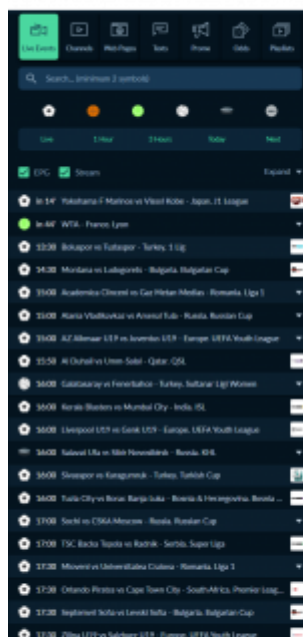 Live Events Channels Web Pages Texts Promo Odds Playlists
Search... (minimum 2 symbols)
Live 1 Hour 3 Hours Today Next
EPG Stream Expand
In 14' Yokohama F Marinos vs Vissel Kobe - Japan, J1 League
In 44' WTA - France, Lyon
13:30 Boluspor vs Tuzlaspor - Turkey, 1 Lig
14:30 Montana vs Ludogorets - Bulgaria, Bulgarian Cup
15:00 Academica Clinceni vs Gaz Metan Medias - Romania, Liga 1
15:00 Alania Vladikavkaz vs Arsenal Tula - Russia, Russian Cup
15:00 AZ Alkmaar U19 vs Juventus U19 - Europe, UEFA Youth League
15:50 Al Duhail vs Umm Salal - Qatar, QSL
16:00 Galatasaray vs Fenerbahce - Turkey, Sultanar Ligi Women
16:00 Kerala Blasters vs Mumbai City - India, ISL
16:00 Liverpool U19 vs Genk U19 - Europe, UEFA Youth League
16:00 Salavat Ufa vs Sibir Novosibirsk - Russia, KHL
16:00 Sivasspor vs Karagumruk - Turkey, Turkish Cup
16:00 Tuzla City vs Borac Banja Luka - Bosnia & Herzegovina, Bosnia ...
17:00 Sochi vs CSKA Moscow - Russia, Russian Cup
17:00 TSC Backa Topola vs Radnik - Serbia, Super Liga
17:30 Mioveni vs Universitatea Craiova - Romania, Liga 1
17:30 Orlando Pirates vs Cape Town City - South Africa, Premier Leag...
17:30 Septemvri Sofia vs Levski Sofia - Bulgaria, Bulgarian Cup
17:30 Zilina U19 vs Salzburg U19 - Europe, UEFA Youth League